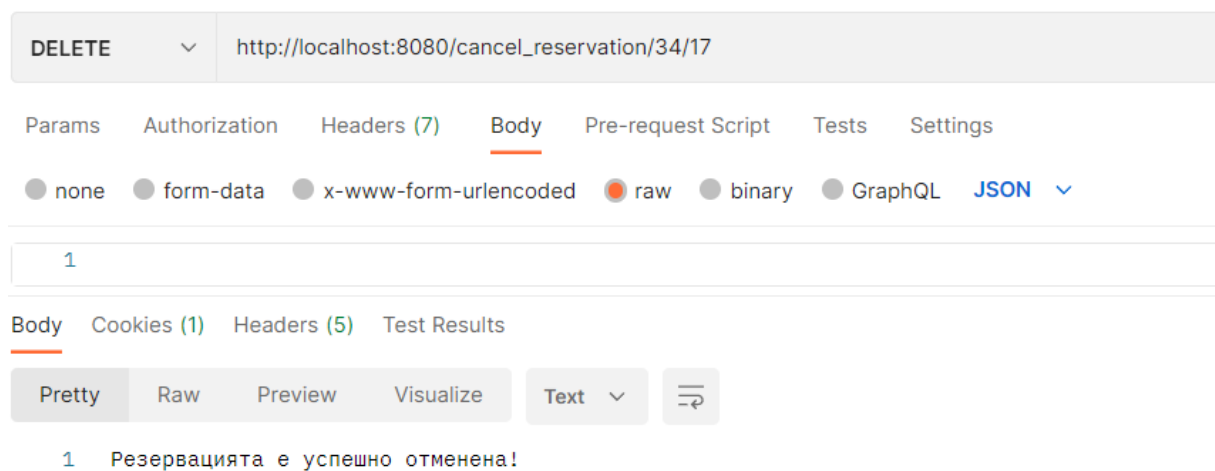 DELETE http://localhost:8080/cancel_reservation/34/17
Params Authorization Headers (7) Body Pre-request Script Tests Settings
none form-data x-www-form-urlencoded raw binary GraphQL JSON
1
Body Cookies (1) Headers (5) Test Results
Pretty Raw Preview Visualize Text
1 Резервацията е успешно отменена!